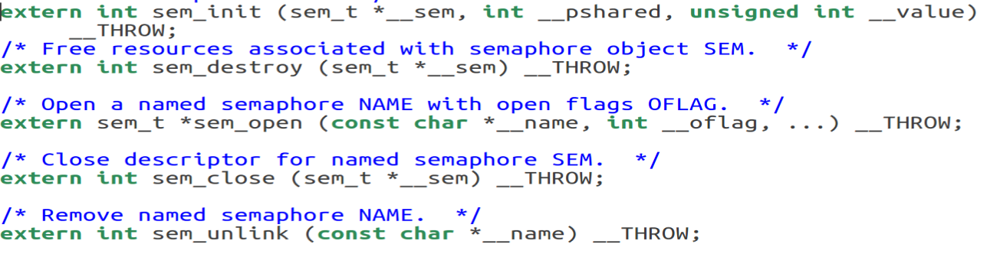 extern int sem_init (sem_t *__sem, int __pshared, unsigned int __value)
     __THROW;
/* Free resources associated with semaphore object SEM.  */
extern int sem_destroy (sem_t *__sem) __THROW;

/* Open a named semaphore NAME with open flags OFLAG.  */
extern sem_t *sem_open (const char *__name, int __oflag, ...) __THROW;

/* Close descriptor for named semaphore SEM.  */
extern int sem_close (sem_t *__sem) __THROW;

/* Remove named semaphore NAME.  */
extern int sem_unlink (const char *__name) __THROW;